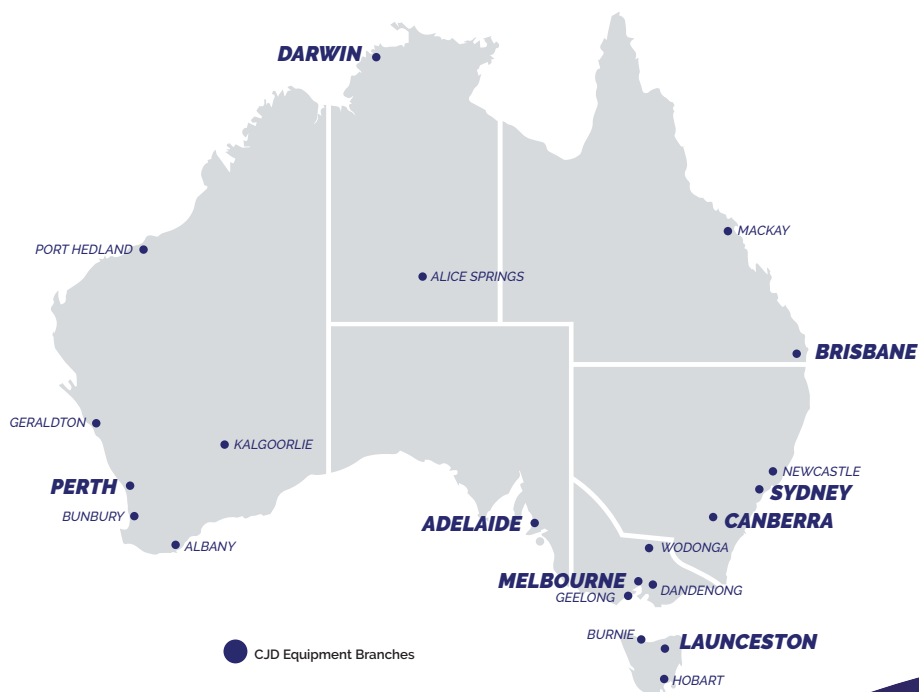 DARWIN
MACKAY
PORT HEDLAND
ALICE SPRINGS
BRISBANE
GERALDTON
KALGOORLIE
NEWCASTLE
PERTH
SYDNEY
BUNBURY
ADELAIDE
CANBERRA
ALBANY
WODONGA
MELBOURNE
DANDENONG
GEELONG
BURNIE
LAUNCESTON
CJD Equipment Branches
HOBART